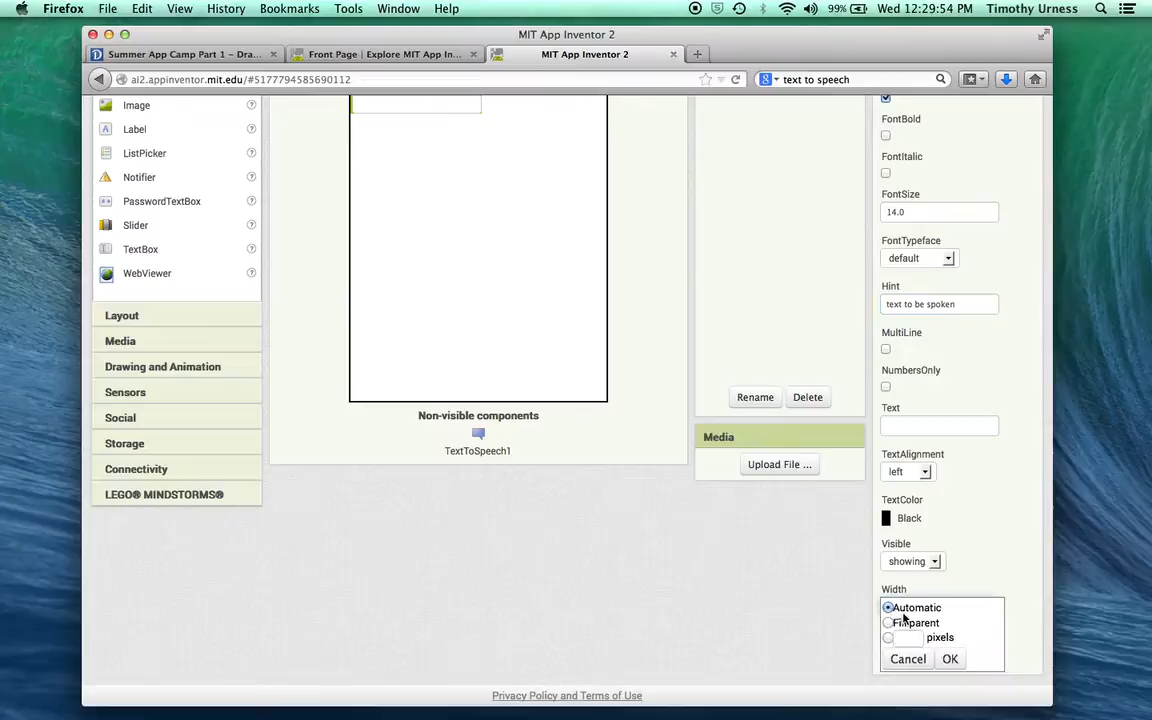 Firefox File Edit View History Bookmarks Tools Window Help 99% Wed 12:29:54 PM Timothy Urness
MIT App Inventor 2
Summer App Camp Part 1 – Dra... Front Page | Explore MIT App In... MIT App Inventor 2
ai2.appinventor.mit.edu/#5177794585690112 text to speech
Image
Label
ListPicker
Notifier
PasswordTextBox
Slider
TextBox
WebViewer
Layout
Media
Drawing and Animation
Sensors
Social
Storage
Connectivity
LEGO® MINDSTORMS®
Non-visible components
TextToSpeech1
Rename Delete
Media
Upload File ...
FontBold
FontItalic
FontSize
14.0
FontTypeface
default
Hint
text to be spoken
MultiLine
NumbersOnly
Text
TextAlignment
left
TextColor
Black
Visible
showing
Width
Automatic
Fill parent
pixels
Cancel OK
Privacy Policy and Terms of Use